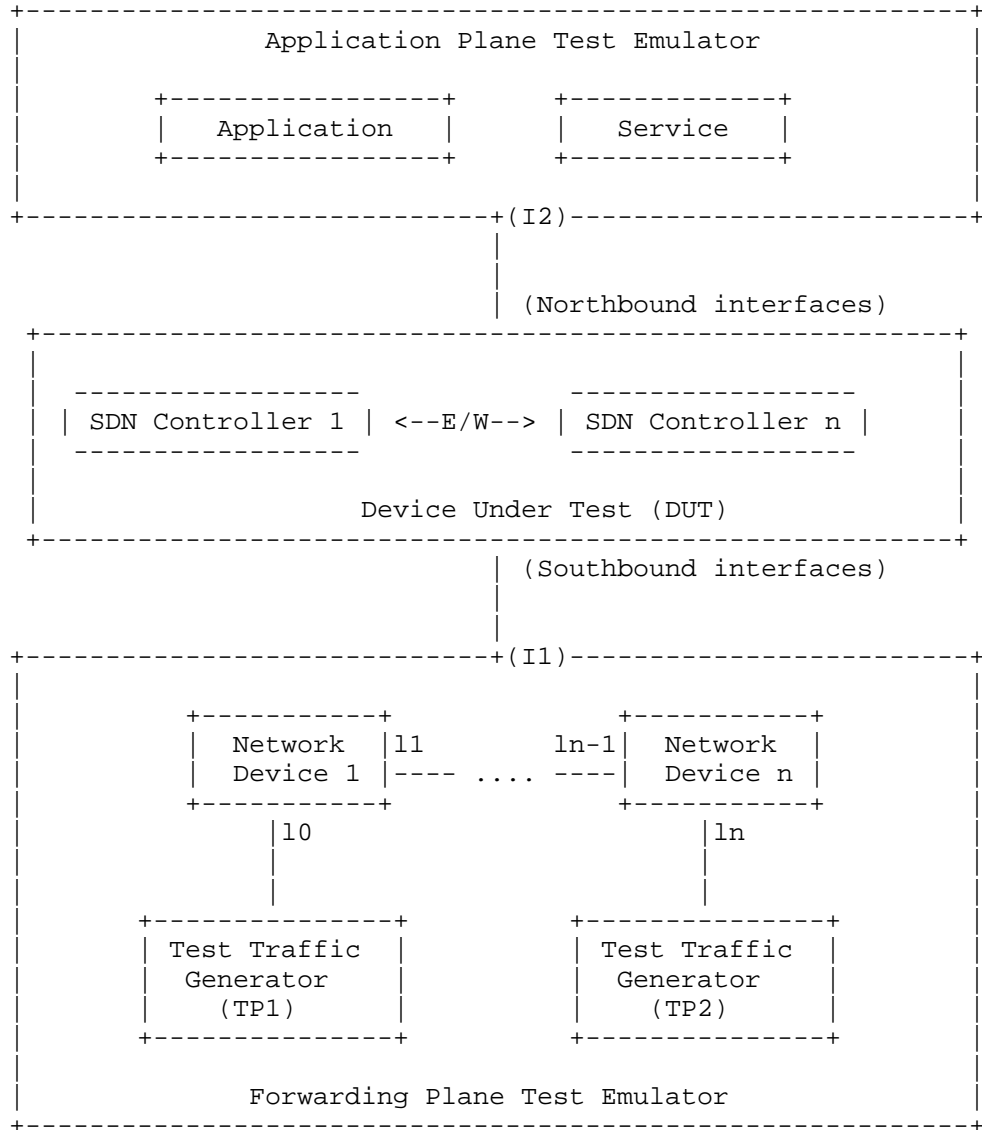 Application Plane Test Emulator
Application Service
(I2)
(Northbound interfaces)
SDN Controller 1 <--E/W--> SDN Controller n
Device Under Test (DUT)
(Southbound interfaces)
(I1)
Network l1 ln-1 Network
Device 1 .... Device n
l0 ln
Test Traffic Test Traffic
Generator Generator
(TP1) (TP2)
Forwarding Plane Test Emulator